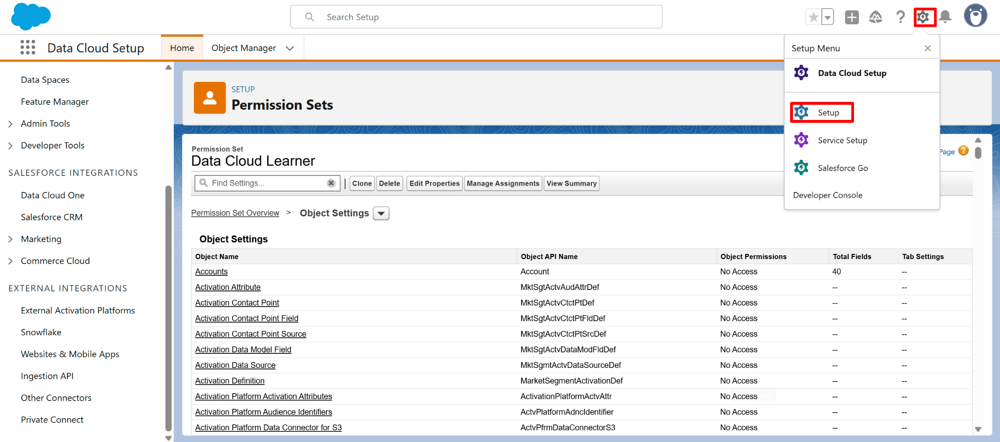 Search Setup
Data Cloud Setup
Home
Object Manager
Setup Menu
Data Cloud Setup
Setup
Service Setup
Salesforce Go
Developer Console
Data Spaces
Feature Manager
Admin Tools
Developer Tools
SALESFORCE INTEGRATIONS
Data Cloud One
Salesforce CRM
Marketing
Commerce Cloud
EXTERNAL INTEGRATIONS
External Activation Platforms
Snowflake
Websites & Mobile Apps
Ingestion API
Other Connectors
Private Connect
SETUP
Permission Sets
Page
Permission Set
Data Cloud Learner
Find Settings... Clone Delete Edit Properties Manage Assignments View Summary
Permission Set Overview > Object Settings
Object Settings
Object Name Object API Name Object Permissions Total Fields Tab Settings
Accounts Account No Access 40 --
Activation Attribute MktSgtActvAudAttrDef No Access -- --
Activation Contact Point MktSgtActvCtctPtDef No Access -- --
Activation Contact Point Field MktSgtActvCtctPtFldDef No Access -- --
Activation Contact Point Source MktSgtActvCtctPtSrcDef No Access -- --
Activation Data Model Field MktSgtActvDataModFldDef No Access -- --
Activation Data Source MktSgmtActvDataSourceDef No Access -- --
Activation Definition MarketSegmentActivationDef No Access -- --
Activation Platform Activation Attributes ActivationPlatformActvAttr No Access -- --
Activation Platform Audience Identifiers ActvPlatformAdncIdentifier No Access -- --
Activation Platform Data Connector for S3 ActvPfrmDataConnectorS3 No Access -- --